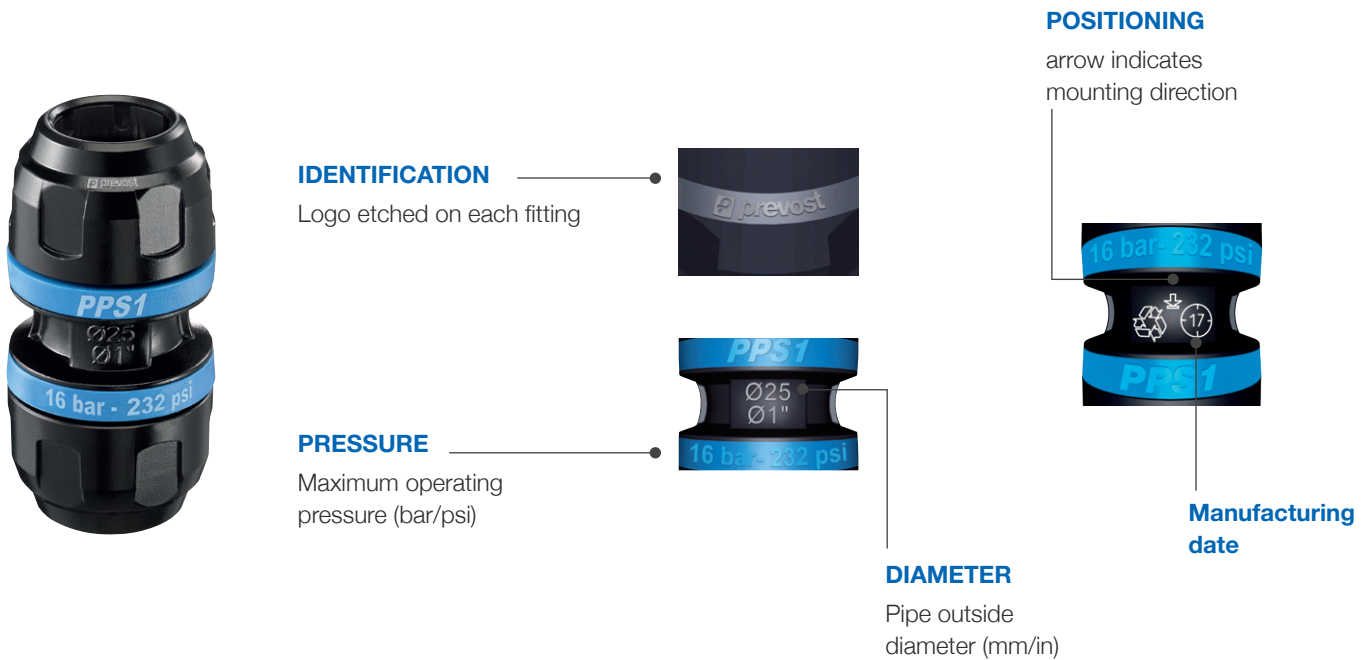 prevost
PPS1
Ø25
Ø1"
16 bar - 232 psi
IDENTIFICATION
Logo etched on each fitting
prevost
PRESSURE
Maximum operating
pressure (bar/psi)
PPS1
Ø25
Ø1"
16 bar- 232 psi
DIAMETER
Pipe outside
diameter (mm/in)
POSITIONING
arrow indicates
mounting direction
16 bar- 232 psi
17
PPS1
Manufacturing
date